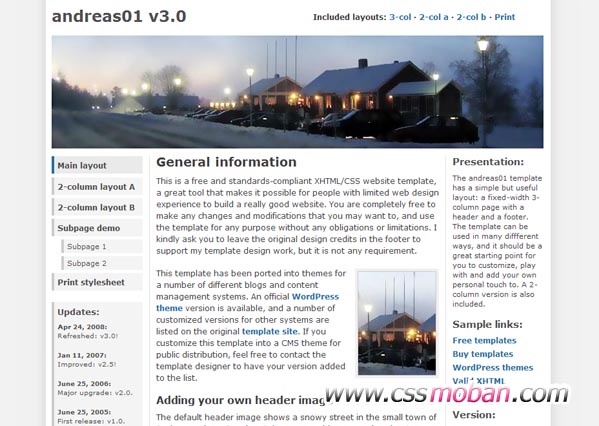 andreas01 v3.0
Included layouts: 3-col · 2-col a · 2-col b · Print
Main layout
2-column layout A
2-column layout B
Subpage demo
Subpage 1
Subpage 2
Print stylesheet
Updates:
Apr 24, 2008:
Refreshed: v3.0!
Jan 11, 2007:
Improved: v2.5!
June 25, 2006:
Major upgrade: v2.0.
June 25, 2005:
First release: v1.0.
General information
This is a free and standards-compliant XHTML/CSS website template,
a great tool that makes it possible for people with limited web design
experience to build a really good website. You are completely free to
make any changes and modifications that you may want to, and use
the template for any purpose without any obligations or limitations. I
kindly ask you to leave the original design credits in the footer to
support my template design work, but it is not any requirement.
This template has been ported into themes for
a number of different blogs and content
management systems. An official WordPress
theme version is available, and a number of
customized versions for other systems are
listed on the original template site. If you
customize this template into a CMS theme for
public distribution, feel free to contact the
template designer to have your version added
to the list.
Adding your own header image
The default header image shows a snowy street in the small town of
Presentation:
The andreas01 template
has a simple but useful
layout: a fixed-width 3-
column page with a
header and a footer.
The template can be
used in many diffferent
ways, and it should be a
great starting point for
you to customize, play
with and add your own
personal touch to. A 2-
column version is also
included.
Sample links:
Free templates
Buy templates
WordPress themes
Valid XHTML
www.cssmoban.com
Version: